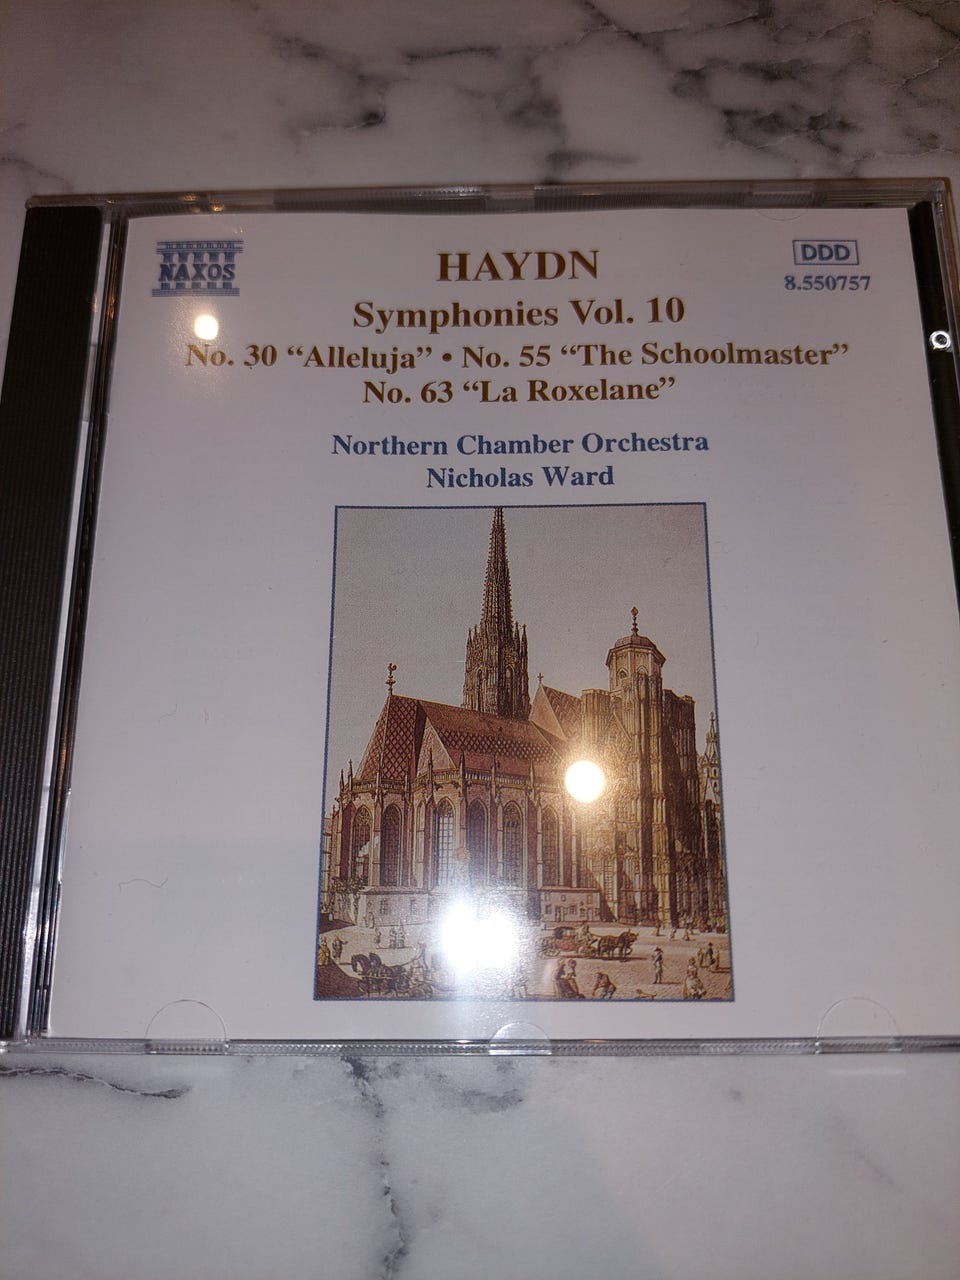 NAXOS
DDD
8.550757
HAYDN
Symphonies Vol. 10
No. 30 “Alleluja” • No. 55 “The Schoolmaster”
No. 63 “La Roxelane”
Northern Chamber Orchestra
Nicholas Ward